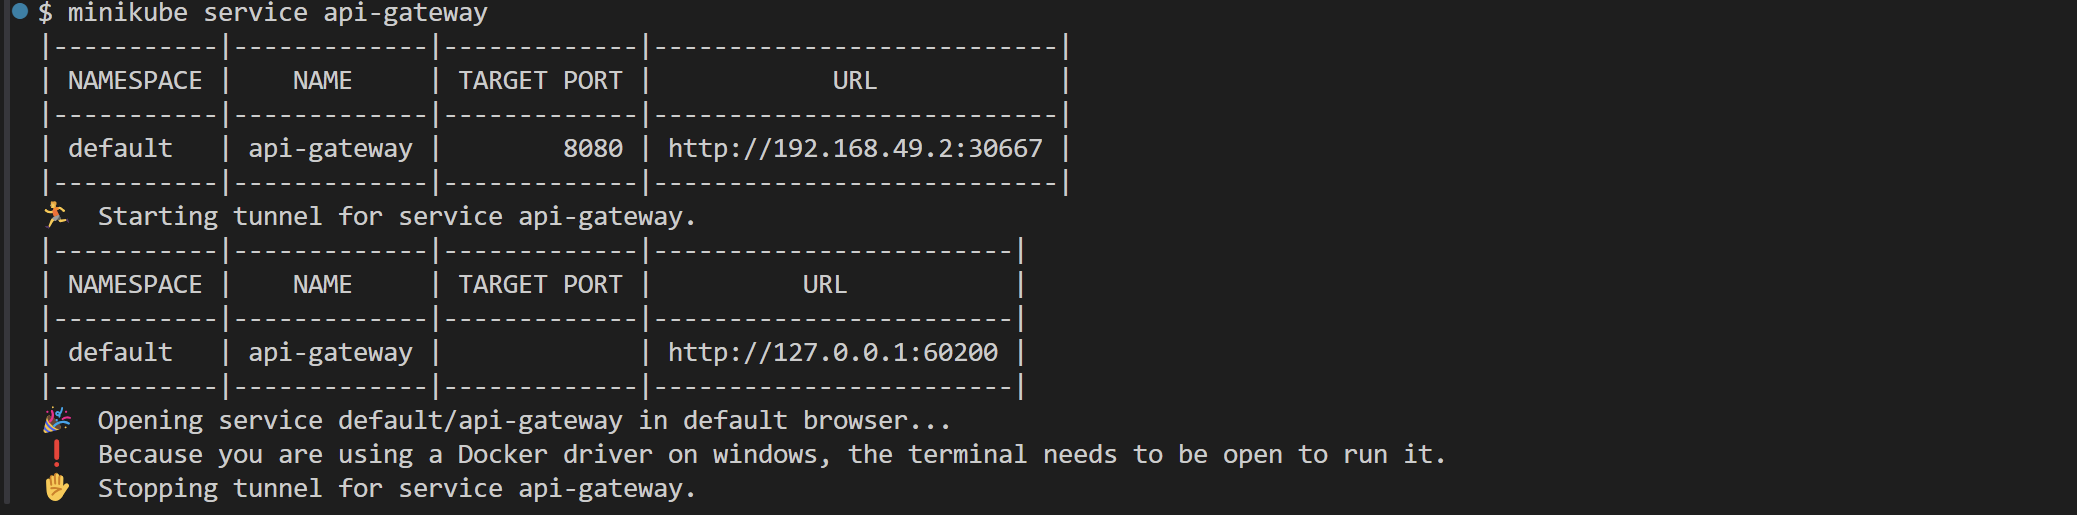 $ minikube service api-gateway
|-----------|-------------|-------------|---------------------------|
| NAMESPACE |    NAME     | TARGET PORT |            URL            |
|-----------|-------------|-------------|---------------------------|
| default   | api-gateway |        8080 | http://192.168.49.2:30667 |
|-----------|-------------|-------------|---------------------------|
🏃  Starting tunnel for service api-gateway.
|-----------|-------------|-------------|------------------------|
| NAMESPACE |    NAME     | TARGET PORT |          URL           |
|-----------|-------------|-------------|------------------------|
| default   | api-gateway |             | http://127.0.0.1:60200 |
|-----------|-------------|-------------|------------------------|
🎉  Opening service default/api-gateway in default browser...
❗  Because you are using a Docker driver on windows, the terminal needs to be open to run it.
✋  Stopping tunnel for service api-gateway.